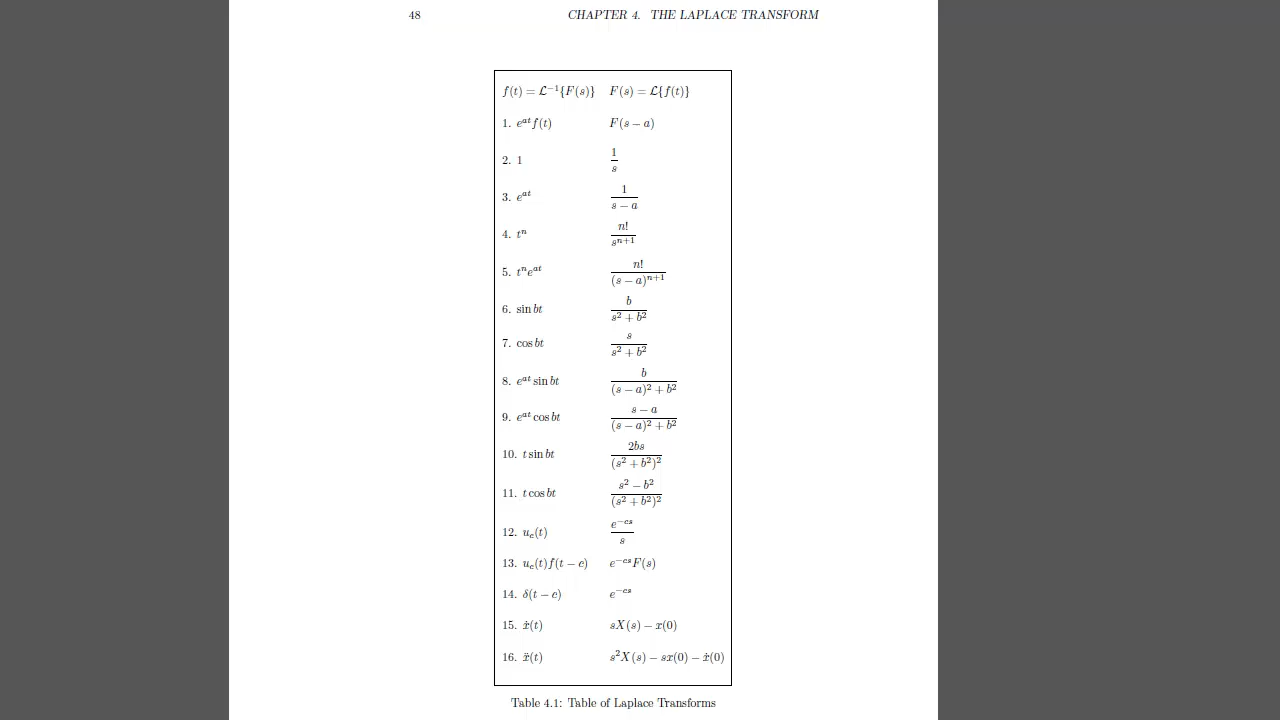 48 CHAPTER 4. THE LAPLACE TRANSFORM
f(t) = ℒ⁻¹{F(s)} F(s) = ℒ{f(t)}
1. e^{at}f(t) F(s − a)
2. 1 1/s
3. e^{at} 1/(s − a)
4. t^n n!/s^{n+1}
5. t^n e^{at} n!/(s − a)^{n+1}
6. sin bt b/(s² + b²)
7. cos bt s/(s² + b²)
8. e^{at} sin bt b/((s − a)² + b²)
9. e^{at} cos bt (s − a)/((s − a)² + b²)
10. t sin bt 2bs/(s² + b²)²
11. t cos bt (s² − b²)/(s² + b²)²
12. u_c(t) e^{−cs}/s
13. u_c(t)f(t − c) e^{−cs}F(s)
14. δ(t − c) e^{−cs}
15. ẋ(t) sX(s) − x(0)
16. ẍ(t) s²X(s) − sx(0) − ẋ(0)
Table 4.1: Table of Laplace Transforms